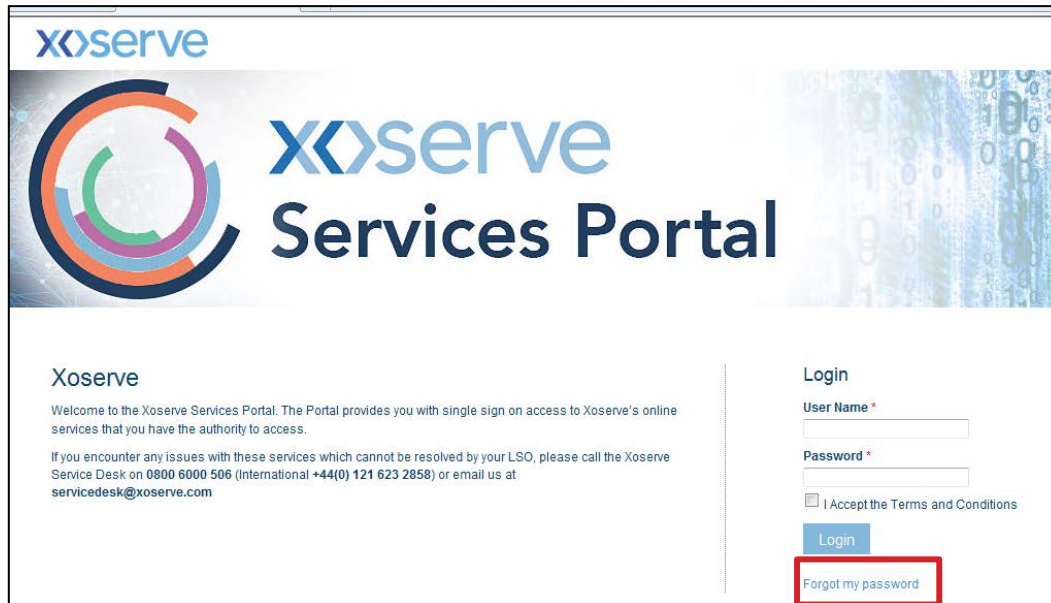 xoserve
xoserve
Services Portal
Xoserve
Welcome to the Xoserve Services Portal. The Portal provides you with single sign on access to Xoserve's online
services that you have the authority to access.
If you encounter any issues with these services which cannot be resolved by your LSO, please call the Xoserve
Service Desk on 0800 6000 506 (International +44(0) 121 623 2858) or email us at
servicedesk@xoserve.com
Login
User Name *
Password *
I Accept the Terms and Conditions
Login
Forgot my password